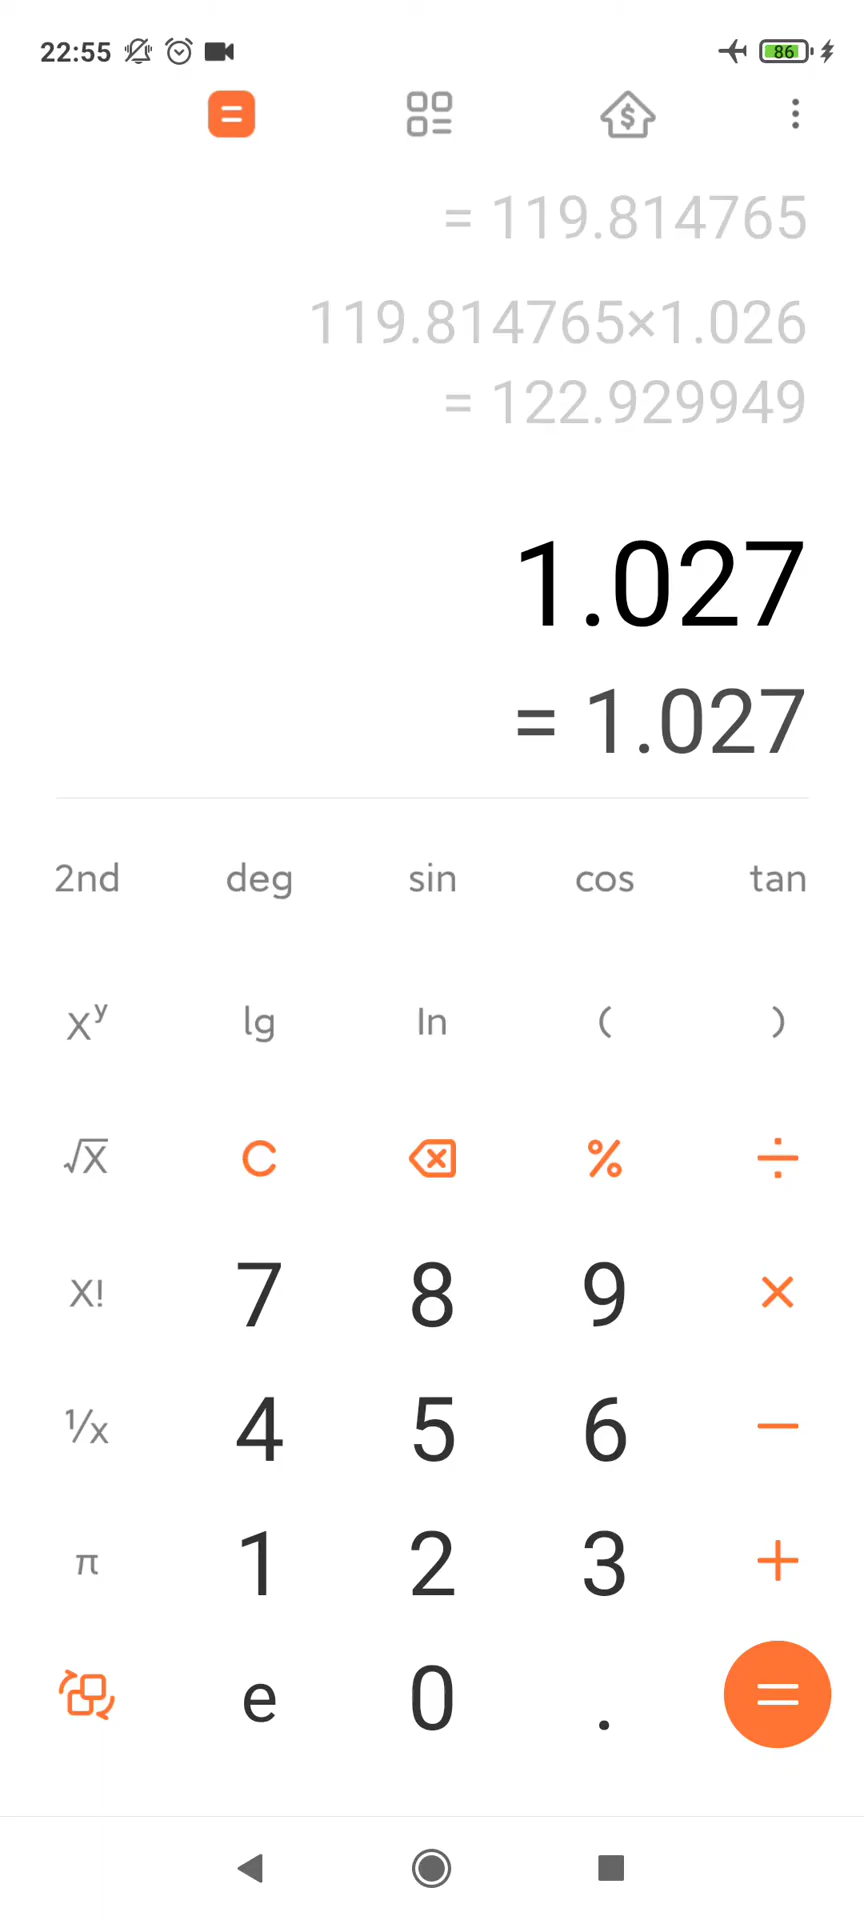 22:55 86
= 119.814765
119.814765×1.026
= 122.929949
1.027
= 1.027
2nd deg sin cos tan
xʸ lg ln ( )
√x C % ÷
X! 7 8 9 ×
¹/x 4 5 6 −
π 1 2 3 +
e 0 . =